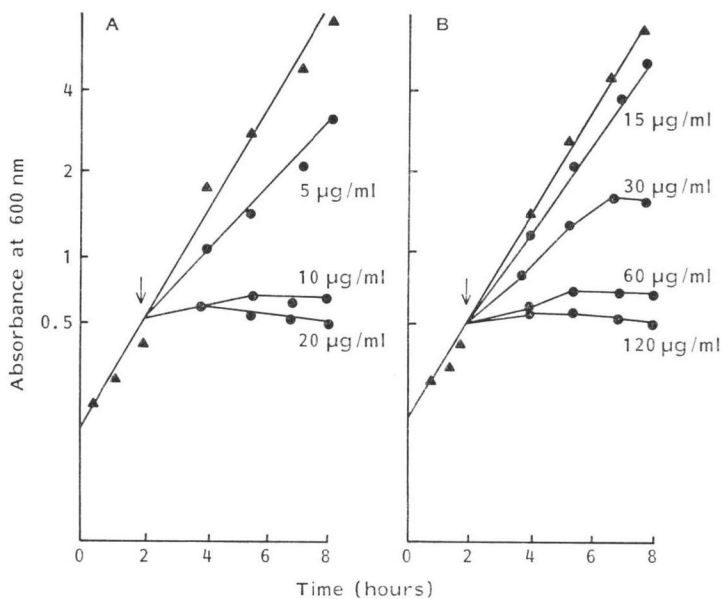 A
B
Absorbance at 600 nm
4
2
1
0.5
5 µg/ml
10 µg/ml
20 µg/ml
15 µg/ml
30 µg/ml
60 µg/ml
120 µg/ml
0 2 4 6 8
0 2 4 6 8
Time (hours)